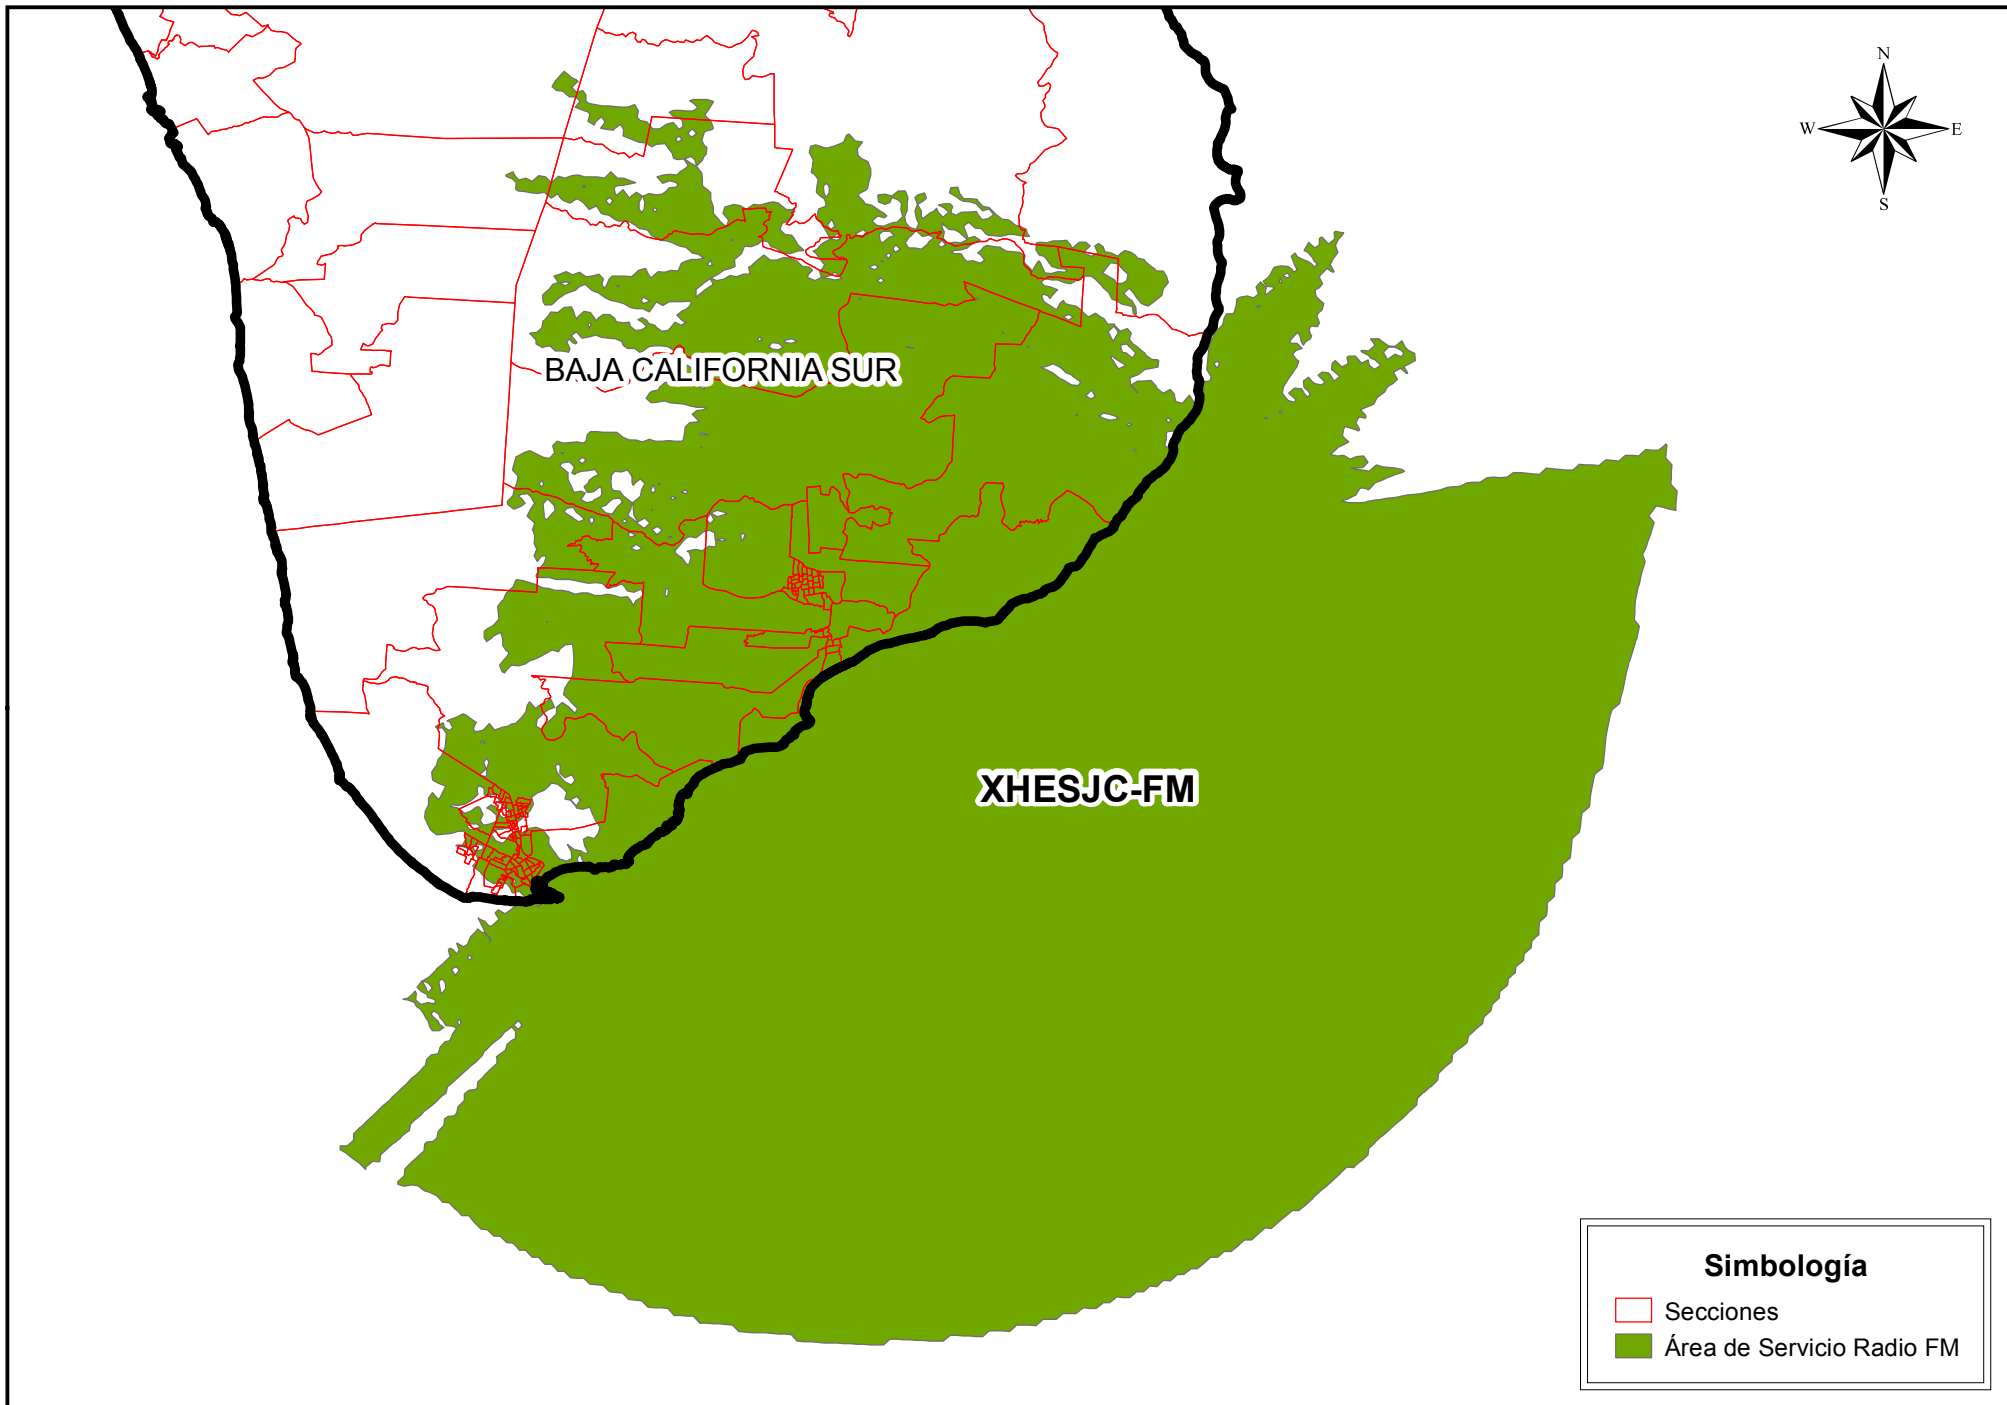 N
W E
S
BAJA CALIFORNIA SUR
XHESJC-FM
Simbología
Secciones
Área de Servicio Radio FM